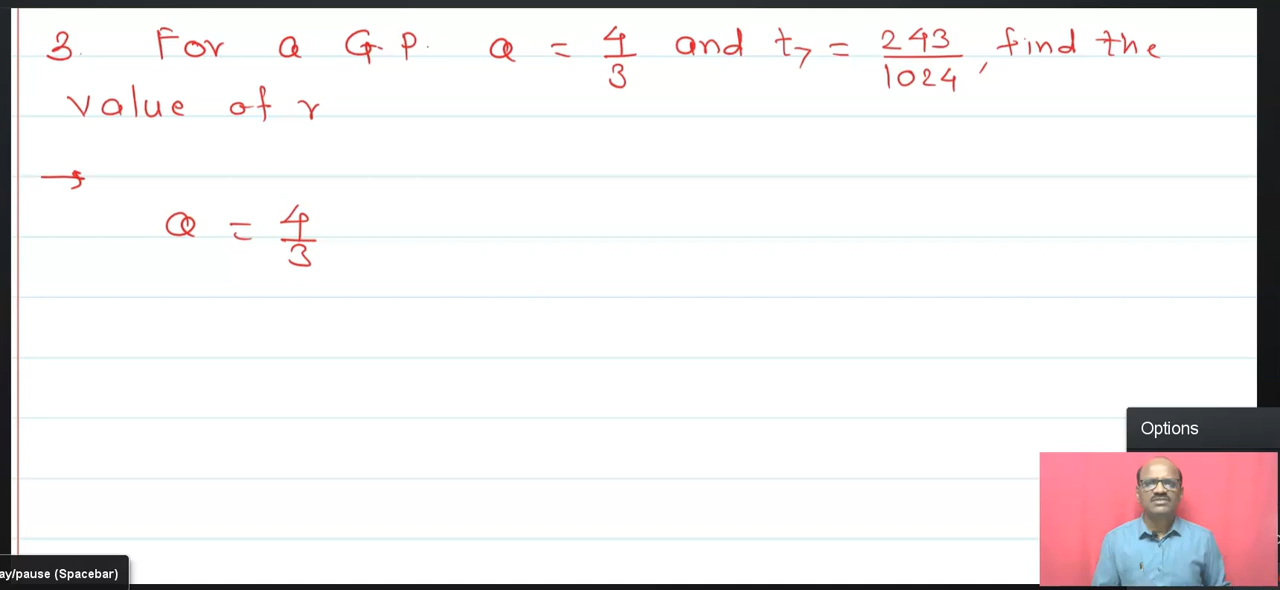 3. For a G.P. a = 4/3 and t7 = 243/1024, find the
value of r
→
a = 4/3
Options
ay/pause (Spacebar)